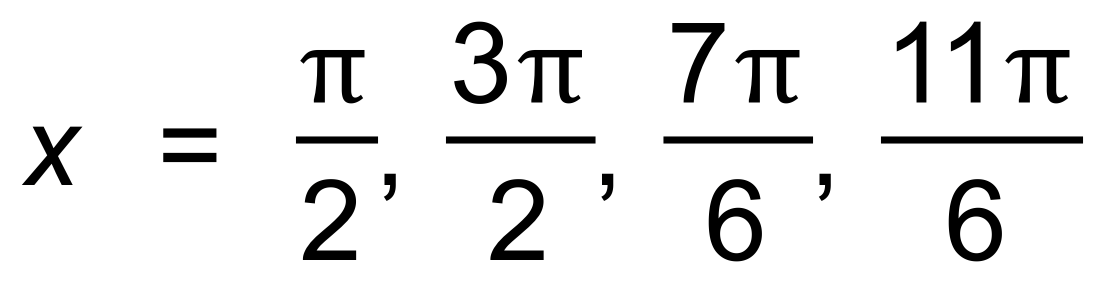 x = π/2, 3π/2, 7π/6, 11π/6